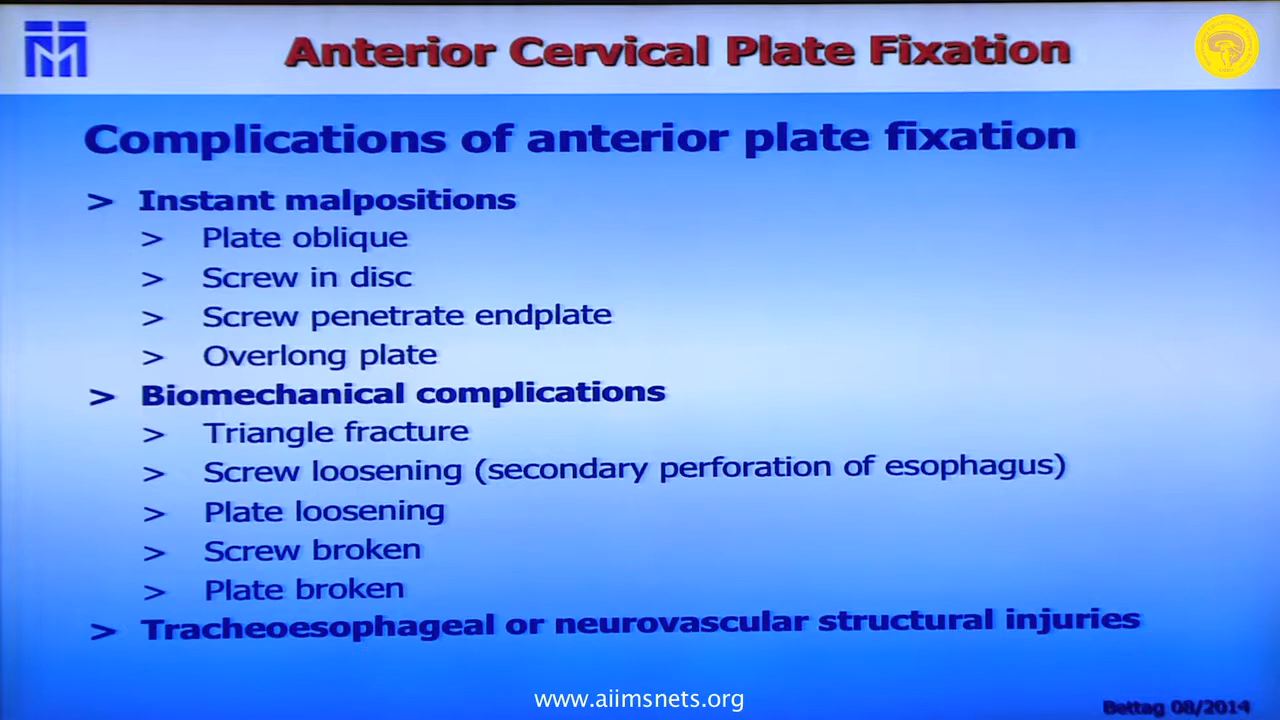 Anterior Cervical Plate Fixation
Complications of anterior plate fixation
> Instant malpositions
> Plate oblique
> Screw in disc
> Screw penetrate endplate
> Overlong plate
> Biomechanical complications
> Triangle fracture
> Screw loosening (secondary perforation of esophagus)
> Plate loosening
> Screw broken
> Plate broken
> Tracheoesophageal or neurovascular structural injuries
www.aiimsnets.org
Bettag 08/2014